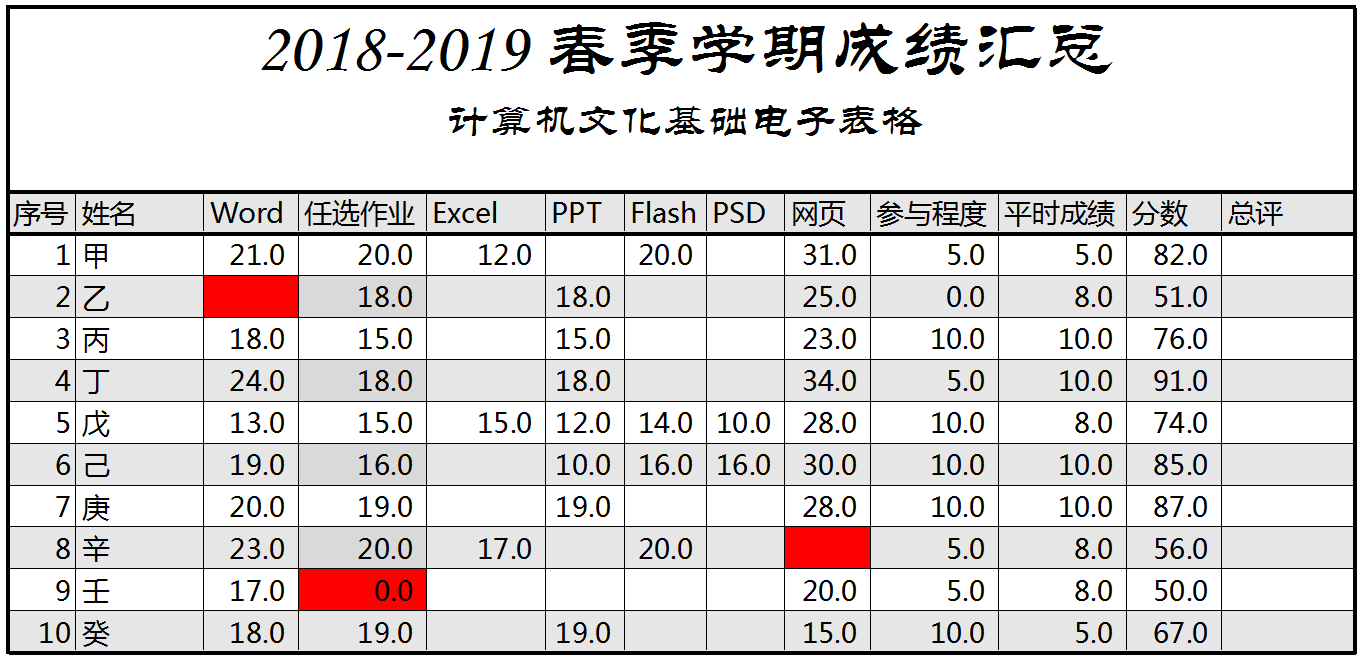 2018-2019春季学期成绩汇总
计算机文化基础电子表格
序号 姓名 Word 任选作业 Excel PPT Flash PSD 网页 参与程度 平时成绩 分数 总评
1 甲 21.0 20.0 12.0 20.0 31.0 5.0 5.0 82.0
2 乙 18.0 18.0 25.0 0.0 8.0 51.0
3 丙 18.0 15.0 15.0 23.0 10.0 10.0 76.0
4 丁 24.0 18.0 18.0 34.0 5.0 10.0 91.0
5 戊 13.0 15.0 15.0 12.0 14.0 10.0 28.0 10.0 8.0 74.0
6 己 19.0 16.0 10.0 16.0 16.0 30.0 10.0 10.0 85.0
7 庚 20.0 19.0 19.0 28.0 10.0 10.0 87.0
8 辛 23.0 20.0 17.0 20.0 5.0 8.0 56.0
9 壬 17.0 0.0 20.0 5.0 8.0 50.0
10 癸 18.0 19.0 19.0 15.0 10.0 5.0 67.0